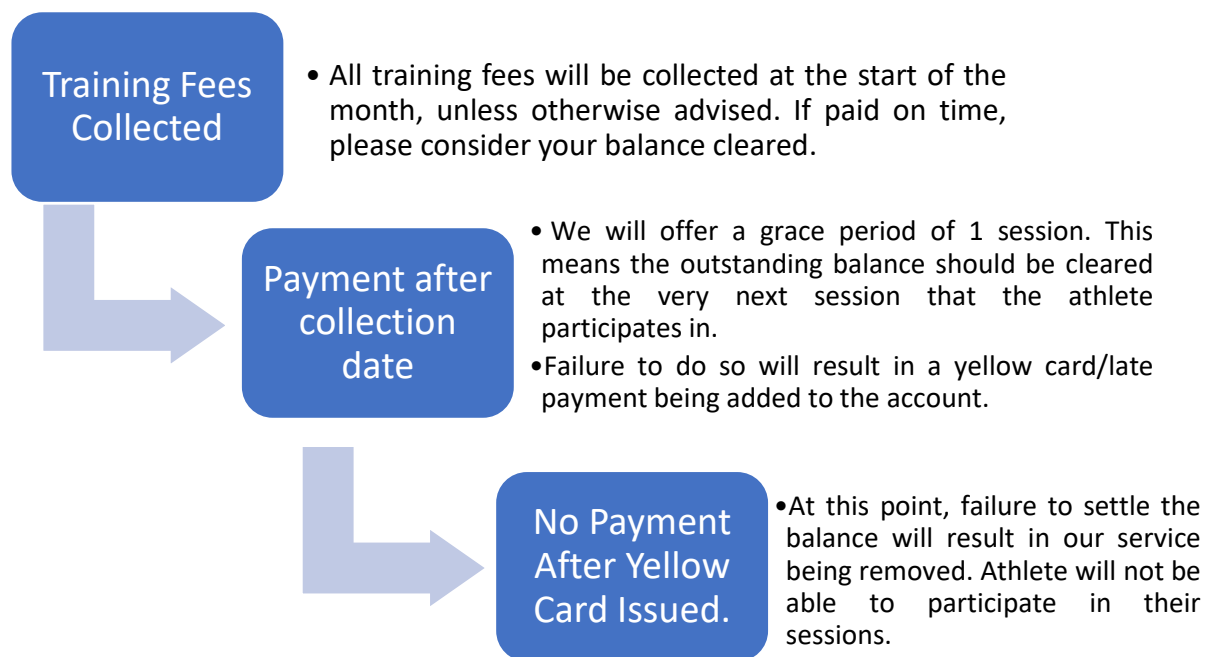 Training Fees
Collected
• All training fees will be collected at the start of the
month, unless otherwise advised. If paid on time,
please consider your balance cleared.
Payment after
collection
date
• We will offer a grace period of 1 session. This
means the outstanding balance should be cleared
at the very next session that the athlete
participates in.
•Failure to do so will result in a yellow card/late
payment being added to the account.
No Payment
After Yellow
Card Issued.
•At this point, failure to settle the
balance will result in our service
being removed. Athlete will not be
able to participate in their
sessions.